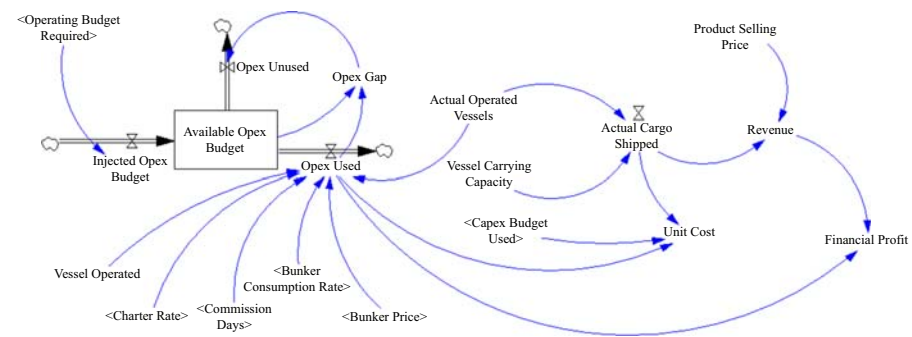 <Operating Budget
Required>
Opex Unused
Opex Gap
Product Selling
Price
Actual Operated
Vessels
Available Opex
Budget
Actual Cargo
Shipped
Revenue
Injected Opex
Budget
Opex Used
Vessel Carrying
Capacity
<Capex Budget
Used>
Unit Cost
Financial Profit
Vessel Operated
<Bunker
Consumption Rate>
<Charter Rate>
<Commission
Days>
<Bunker Price>